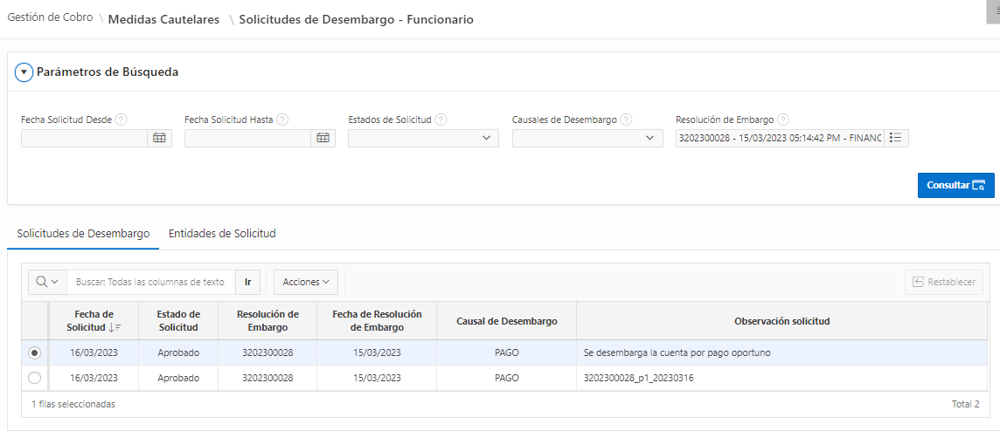 Gestión de Cobro \ Medidas Cautelares \ Solicitudes de Desembargo - Funcionario
Parámetros de Búsqueda
Fecha Solicitud Desde ? Fecha Solicitud Hasta ? Estados de Solicitud ? Causales de Desembargo ? Resolución de Embargo ?
3202300028 - 15/03/2023 05:14:42 PM - FINANC
Consultar
Solicitudes de Desembargo Entidades de Solicitud
Buscar: Todas las columnas de texto Ir Acciones Restablecer
Fecha de Solicitud Estado de Solicitud Resolución de Embargo Fecha de Resolución de Embargo Causal de Desembargo Observación solicitud
16/03/2023 Aprobado 3202300028 15/03/2023 PAGO Se desembarga la cuenta por pago oportuno
16/03/2023 Aprobado 3202300028 15/03/2023 PAGO 3202300028_p1_20230316
1 filas seleccionadas Total 2